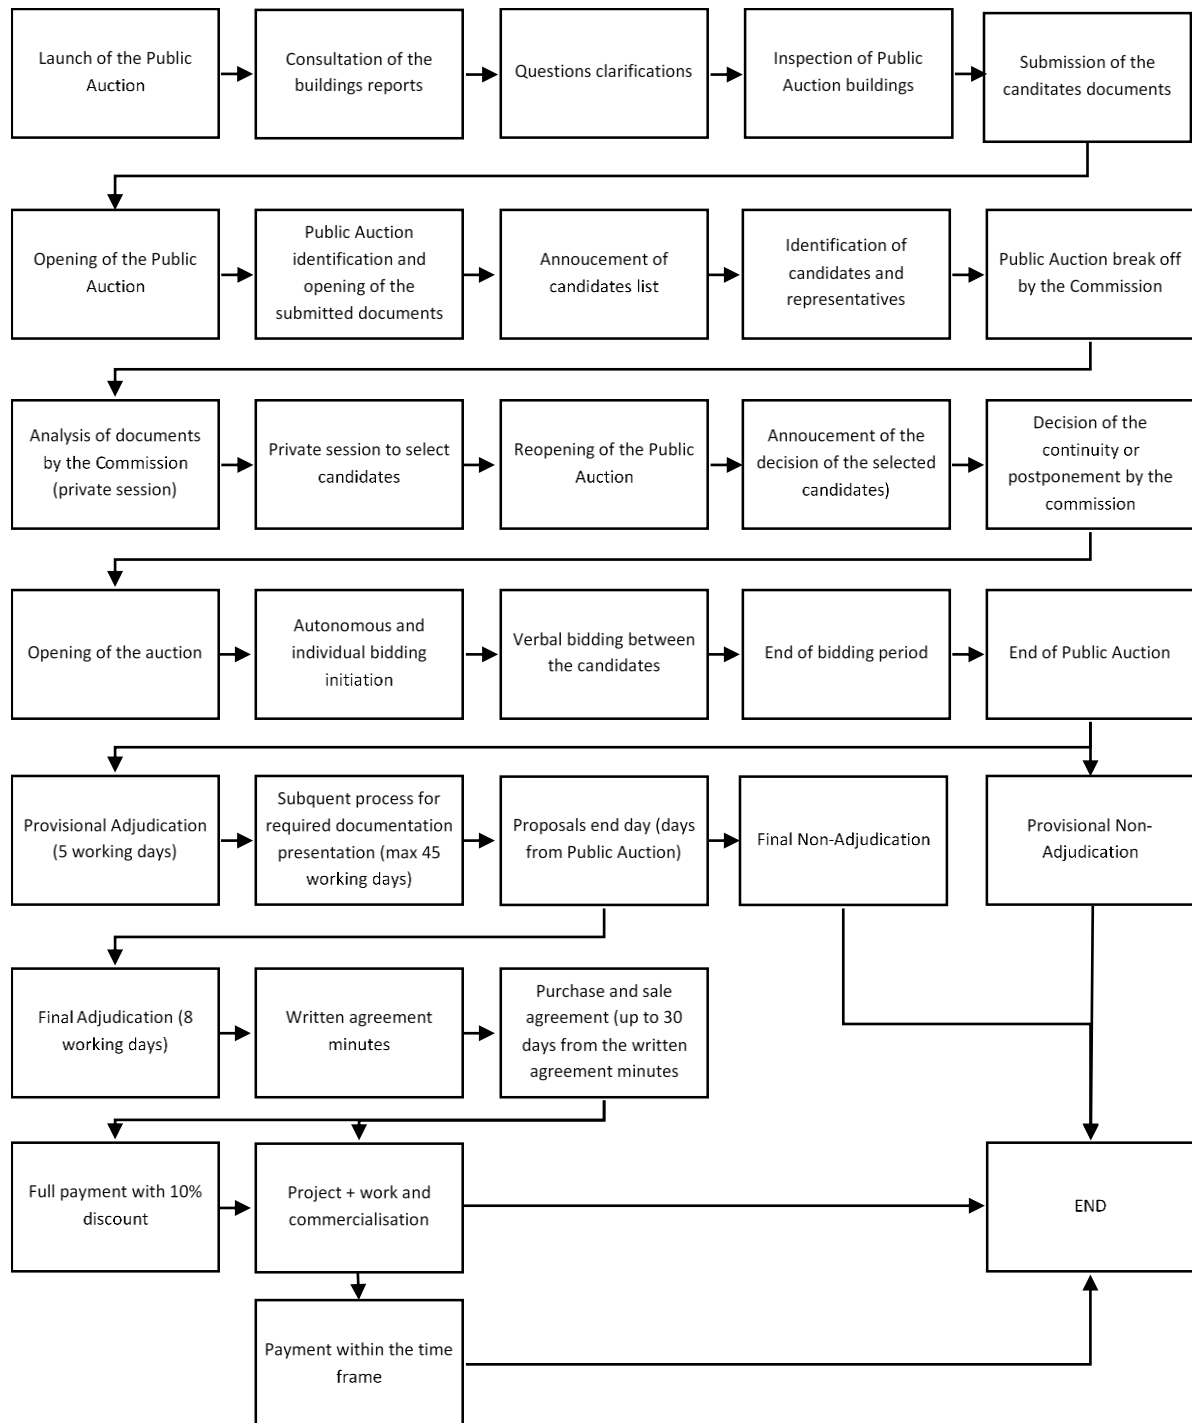 Launch of the Public
Auction
Consultation of the
buildings reports
Questions clarifications
Inspection of Public
Auction buildings
Submission of the
canditates documents
Opening of the Public
Auction
Public Auction
identification and
opening of the
submitted documents
Annoucement of
candidates list
Identification of
candidates and
representatives
Public Auction break off
by the Commission
Analysis of documents
by the Commission
(private session)
Private session to select
candidates
Reopening of the Public
Auction
Annoucement of the
decision of the selected
candidates)
Decision of the
continuity or
postponement by the
commission
Opening of the auction
Autonomous and
individual bidding
initiation
Verbal bidding between
the candidates
End of bidding period
End of Public Auction
Provisional Adjudication
(5 working days)
Subquent process for
required documentation
presentation (max 45
working days)
Proposals end day (days
from Public Auction)
Final Non-Adjudication
Provisional Non-
Adjudication
Final Adjudication (8
working days)
Written agreement
minutes
Purchase and sale
agreement (up to 30
days from the written
agreement minutes
Full payment with 10%
discount
Project + work and
commercialisation
END
Payment within the time
frame